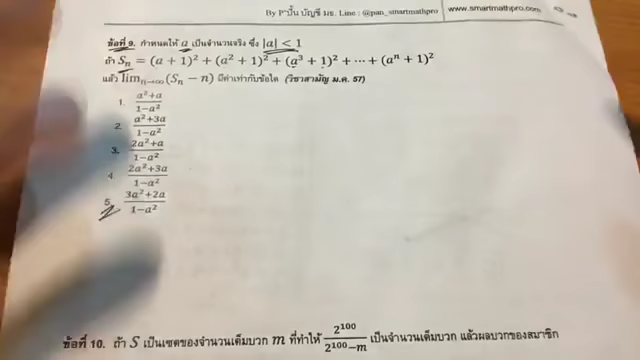 By P'ปั้น บัญชี มช. Line : @pan_smartmathpro
www.smartmathpro.com
ข้อที่ 9. กำหนดให้ a เป็นจำนวนจริง ซึ่ง |a| < 1
ถ้า Sₙ = (a + 1)² + (a² + 1)² + (a³ + 1)² + ⋯ + (aⁿ + 1)²
แล้ว limₙ→∞(Sₙ − n) มีค่าเท่ากับข้อใด (วิชาสามัญ ม.ค. 57)
1. (a²+a)/(1−a²)
2. (a²+3a)/(1−a²)
3. (2a²+a)/(1−a²)
4. (2a²+3a)/(1−a²)
5. (3a²+2a)/(1−a²)
ข้อที่ 10. ถ้า S เป็นเซตของจำนวนเต็มบวก m ที่ทำให้ 2¹⁰⁰/(2¹⁰⁰−m) เป็นจำนวนเต็มบวก แล้วผลบวกของสมาชิก